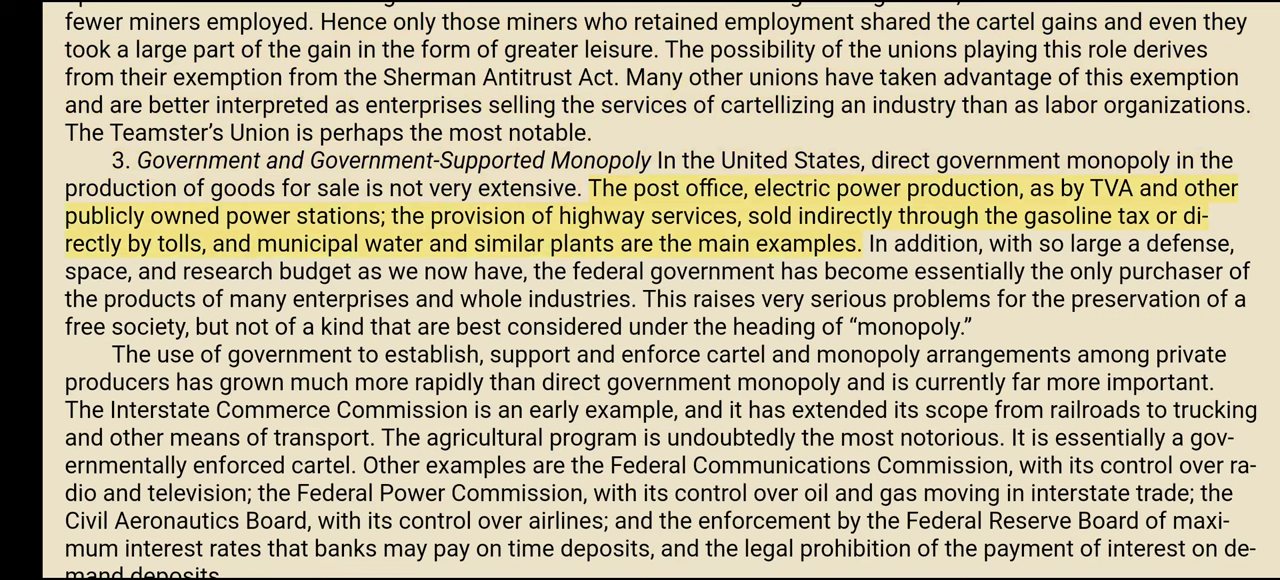 fewer miners employed. Hence only those miners who retained employment shared the cartel gains and even they
took a large part of the gain in the form of greater leisure. The possibility of the unions playing this role derives
from their exemption from the Sherman Antitrust Act. Many other unions have taken advantage of this exemption
and are better interpreted as enterprises selling the services of cartellizing an industry than as labor organizations.
The Teamster’s Union is perhaps the most notable.
3. Government and Government-Supported Monopoly In the United States, direct government monopoly in the
production of goods for sale is not very extensive. The post office, electric power production, as by TVA and other
publicly owned power stations; the provision of highway services, sold indirectly through the gasoline tax or di-
rectly by tolls, and municipal water and similar plants are the main examples. In addition, with so large a defense,
space, and research budget as we now have, the federal government has become essentially the only purchaser of
the products of many enterprises and whole industries. This raises very serious problems for the preservation of a
free society, but not of a kind that are best considered under the heading of “monopoly.”
The use of government to establish, support and enforce cartel and monopoly arrangements among private
producers has grown much more rapidly than direct government monopoly and is currently far more important.
The Interstate Commerce Commission is an early example, and it has extended its scope from railroads to trucking
and other means of transport. The agricultural program is undoubtedly the most notorious. It is essentially a gov-
ernmentally enforced cartel. Other examples are the Federal Communications Commission, with its control over ra-
dio and television; the Federal Power Commission, with its control over oil and gas moving in interstate trade; the
Civil Aeronautics Board, with its control over airlines; and the enforcement by the Federal Reserve Board of maxi-
mum interest rates that banks may pay on time deposits, and the legal prohibition of the payment of interest on de-
mand deposits.